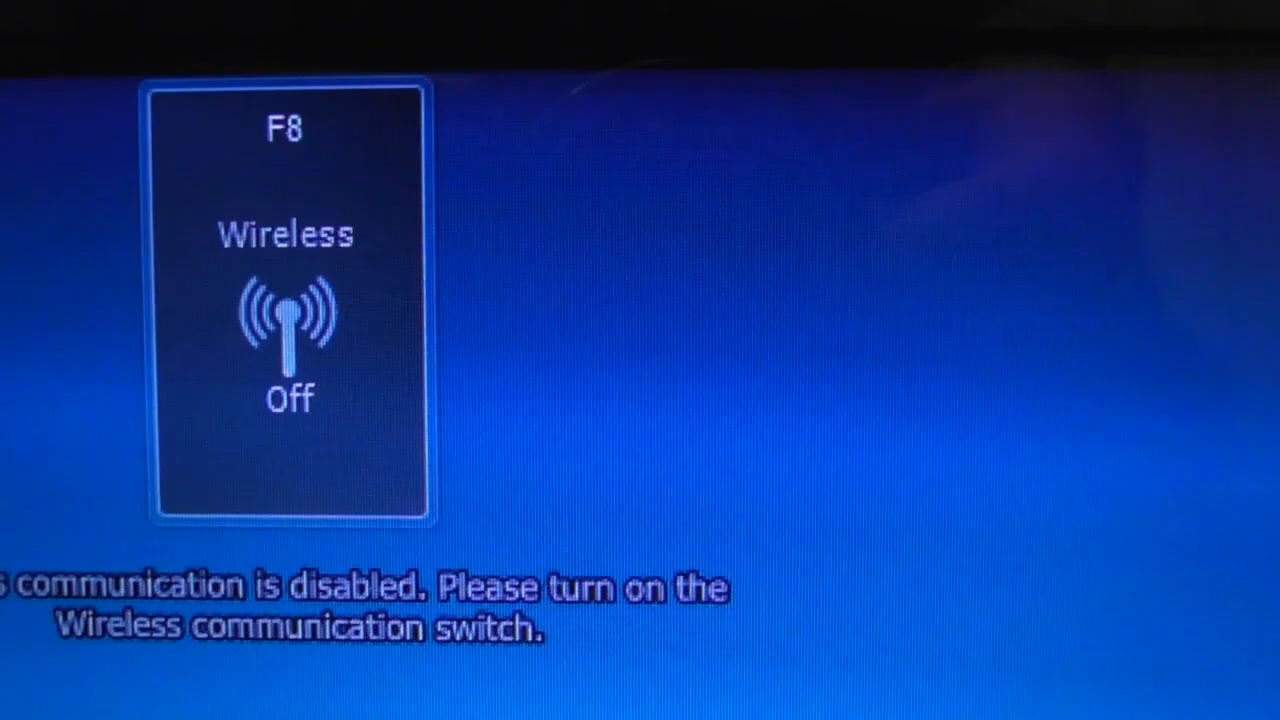 F8
Wireless
Off
communication is disabled. Please turn on the
Wireless communication switch.